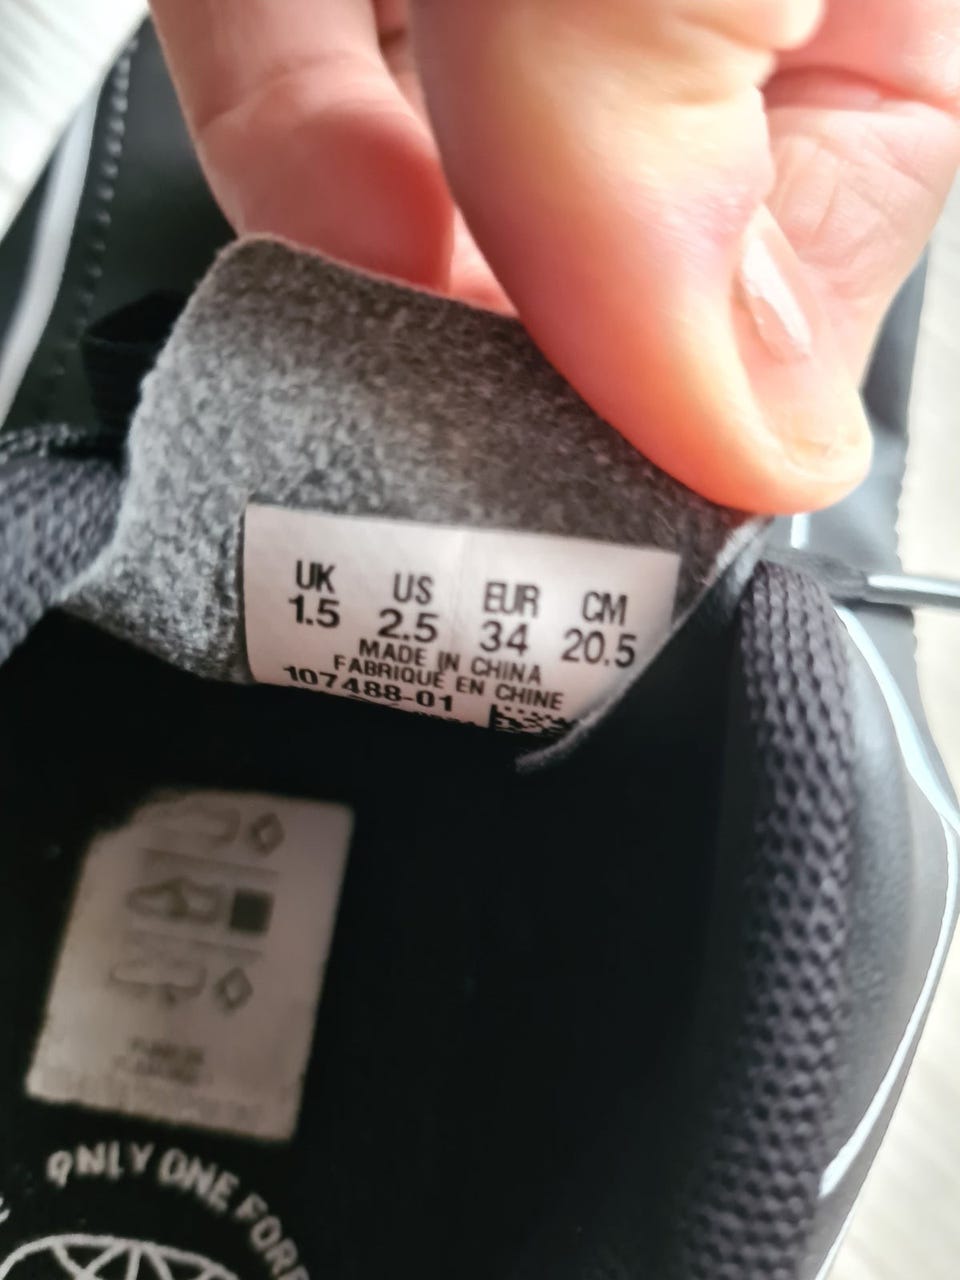 UK US EUR CM
1.5 2.5 34 20.5
MADE IN CHINA
FABRIQUÉ EN CHINE
107488-01
ONLY ONE FORE